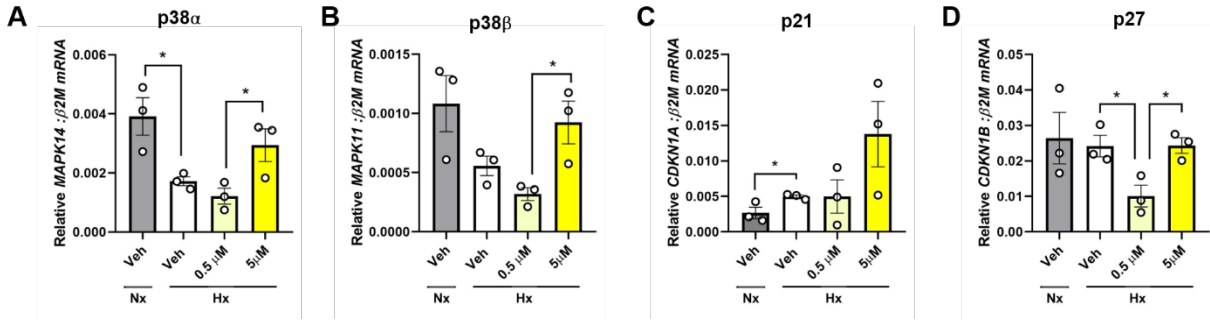 A
p38α
Relative MAPK14 :β2M mRNA
0.006
0.004
0.002
0.000
*
*
Veh
Veh
0.5 μM
5μM
Nx
Hx
B
p38β
Relative MAPK11 :β2M mRNA
0.0015
0.0010
0.0005
0.0000
*
Veh
Veh
0.5 μM
5μM
Nx
Hx
C
p21
Relative CDKN1A :β2M mRNA
0.025
0.020
0.015
0.010
0.005
0.000
*
Veh
Veh
0.5 μM
5μM
Nx
Hx
D
p27
Relative CDKN1B :β2M mRNA
0.05
0.04
0.03
0.02
0.01
0.00
*
*
Veh
Veh
0.5 μM
5μM
Nx
Hx